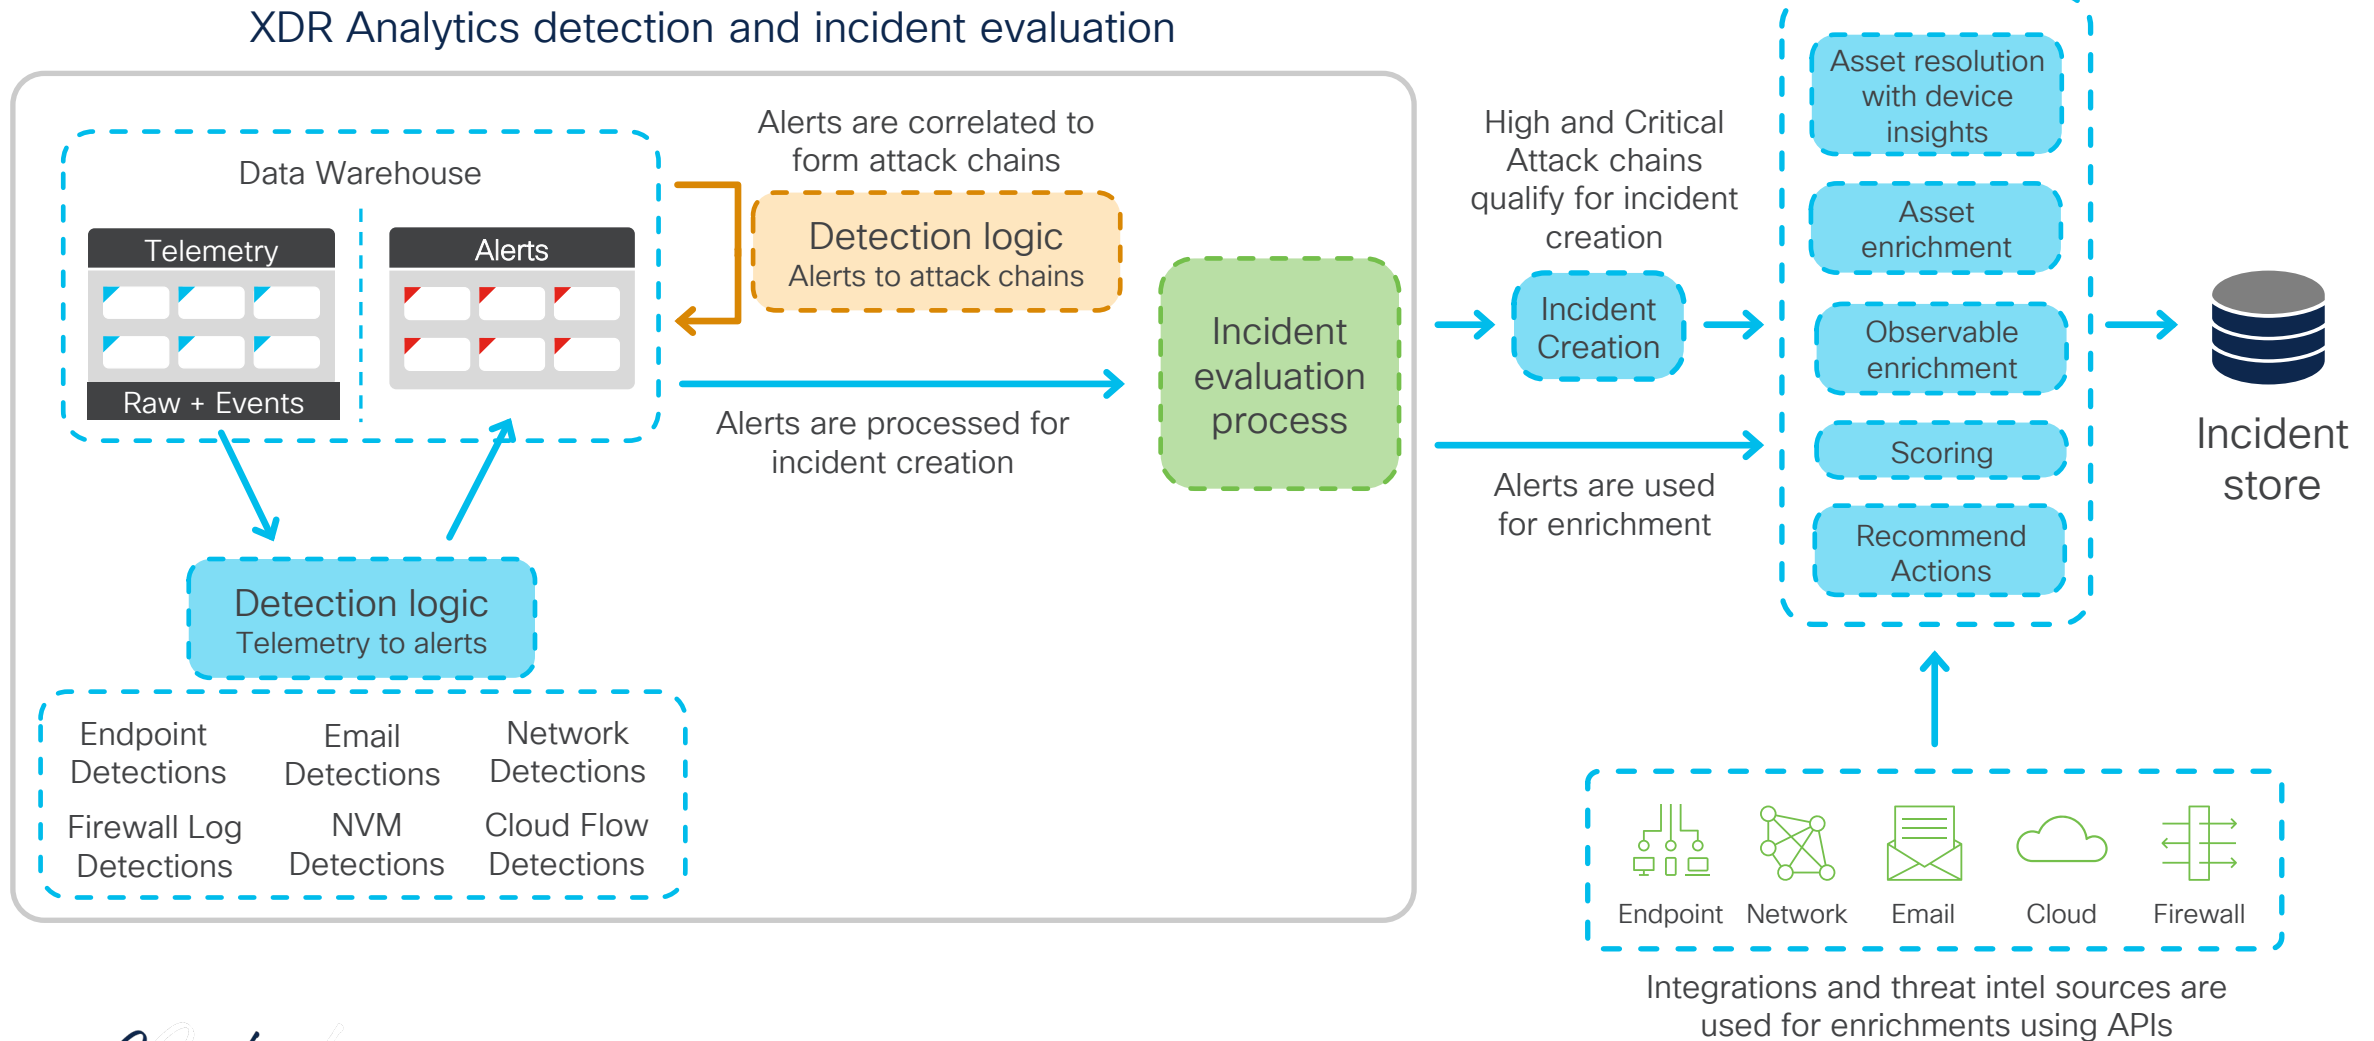 XDR Analytics detection and incident evaluation
Data Warehouse
Telemetry
Raw + Events
Alerts
Alerts are correlated to
form attack chains
Detection logic
Alerts to attack chains
Alerts are processed for
incident creation
Detection logic
Telemetry to alerts
Endpoint
Detections
Email
Detections
Network
Detections
Firewall Log
Detections
NVM
Detections
Cloud Flow
Detections
Incident
evaluation
process
High and Critical
Attack chains
qualify for incident
creation
Incident
Creation
Alerts are used
for enrichment
Asset resolution
with device
insights
Asset
enrichment
Observable
enrichment
Scoring
Recommend
Actions
Incident
store
Endpoint
Network
Email
Cloud
Firewall
Integrations and threat intel sources are
used for enrichments using APIs